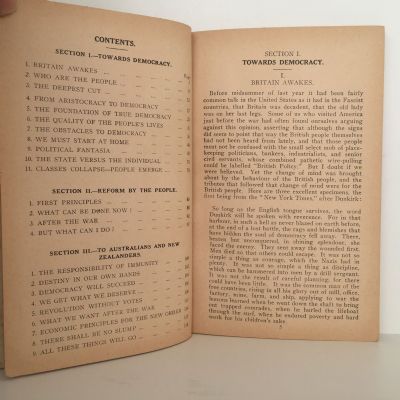 CONTENTS.
SECTION I.—TOWARDS DEMOCRACY.
Page
1. BRITAIN AWAKES
2. WHO ARE THE PEOPLE
3. THE DEEPEST CUT
4. FROM ARISTOCRACY TO DEMOCRACY
5. THE FOUNDATION OF TRUE DEMOCRACY
6. THE QUALITY OF THE PEOPLE'S LIVES
7. THE OBSTACLES TO DEMOCRACY
8. WE MUST START AT HOME
9. POLITICAL FANTASIA
10. THE STATE VERSUS THE INDIVIDUAL
11. CLASSES COLLAPSE—PEOPLE EMERGE
SECTION II.—REFORM BY THE PEOPLE.
1. FIRST PRINCIPLES
2. WHAT CAN BE DONE NOW!
3. AFTER THE WAR
4. BUT WHAT CAN I DO?
SECTION III.—TO AUSTRALIANS AND NEW
ZEALANDERS.
1. THE RESPONSIBILITY OF IMMUNITY
2. DESTINY IN OUR OWN HANDS
3. DEMOCRACY WILL SUCCEED
4. WE GET WHAT WE DESERVE
5. REVOLUTION WITHOUT VOTES
6. WHAT WE WANT AFTER THE WAR
7. ECONOMIC PRINCIPLES FOR THE NEW ORDER
8. THERE SHALL BE NO SLUMP
9. ALL THESE THINGS WILL GO
SECTION I.
TOWARDS DEMOCRACY.
I.
BRITAIN AWAKES.
Before midsummer of last year it had been fairly
common talk in the United States as it had in the Fascist
countries, that Britain was decadent, that the old lady
was on her last legs. Some of us who visited America
just before the war had often found ourselves arguing
against this opinion, asserting that although the signs
did seem to point that way the British people themselves
had not been heard from lately, and that those people
must not be confused with the small select mob of place-
seeking politicians, bankers, industrialists, and senior
civil servants, whose combined pattern wire-pulling
could be labelled "British Policy." But I doubt if we
were believed. Yet the change of mind was brought
about by the behaviour of the British people, and the
tributes that followed that change of mind were for the
British people. Here are three excellent specimens, the
first being from the "New York Times," after Dunkirk:
So long as the English tongue survives, the word
Dunkirk will be spoken with reverence. For in that
harbour, in such a hell as never blazed on earth before,
at the end of a lost battle, the rags and blemishes that
have hidden the soul of democracy fell away. There,
beaten but unconquered, in shining splendour, she
faced the enemy. They sent away the wounded first.
Men died so that others could escape. It was not so
simple a thing as courage, which the Nazis had in
plenty. It was not so simple a thing as discipline,
which can be hammered into men by a drill sergeant.
It was not the result of careful planning; for there
could have been little. It was the common man of the
free countries, rising in all his glory out of mill, office,
factory, mine, farm, and ship, applying to war the
lessons learned when he went down the shaft to bring
out trapped comrades, when he hurled the lifeboat
through the surf, when he endured poverty and hard
work for his children's sake.